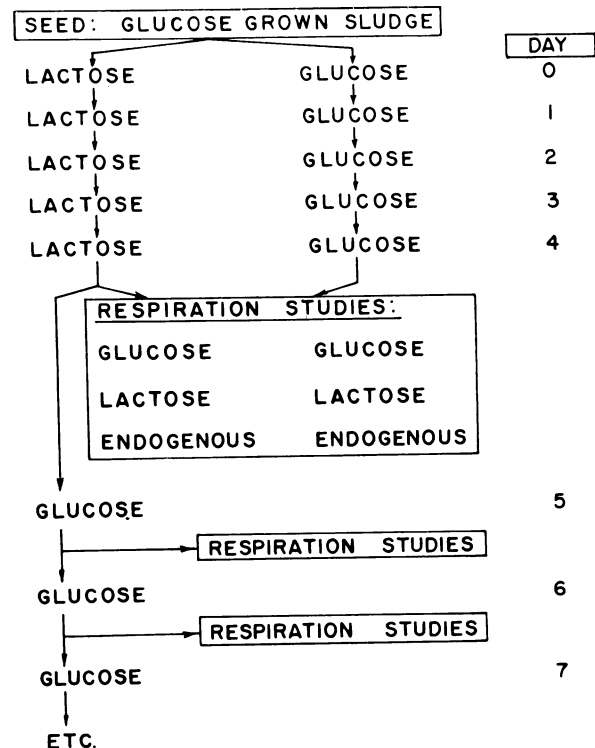 SEED: GLUCOSE GROWN SLUDGE
DAY
LACTOSE GLUCOSE 0
LACTOSE GLUCOSE 1
LACTOSE GLUCOSE 2
LACTOSE GLUCOSE 3
LACTOSE GLUCOSE 4
RESPIRATION STUDIES:
GLUCOSE GLUCOSE
LACTOSE LACTOSE
ENDOGENOUS ENDOGENOUS
GLUCOSE 5
RESPIRATION STUDIES
GLUCOSE 6
RESPIRATION STUDIES
GLUCOSE 7
ETC.